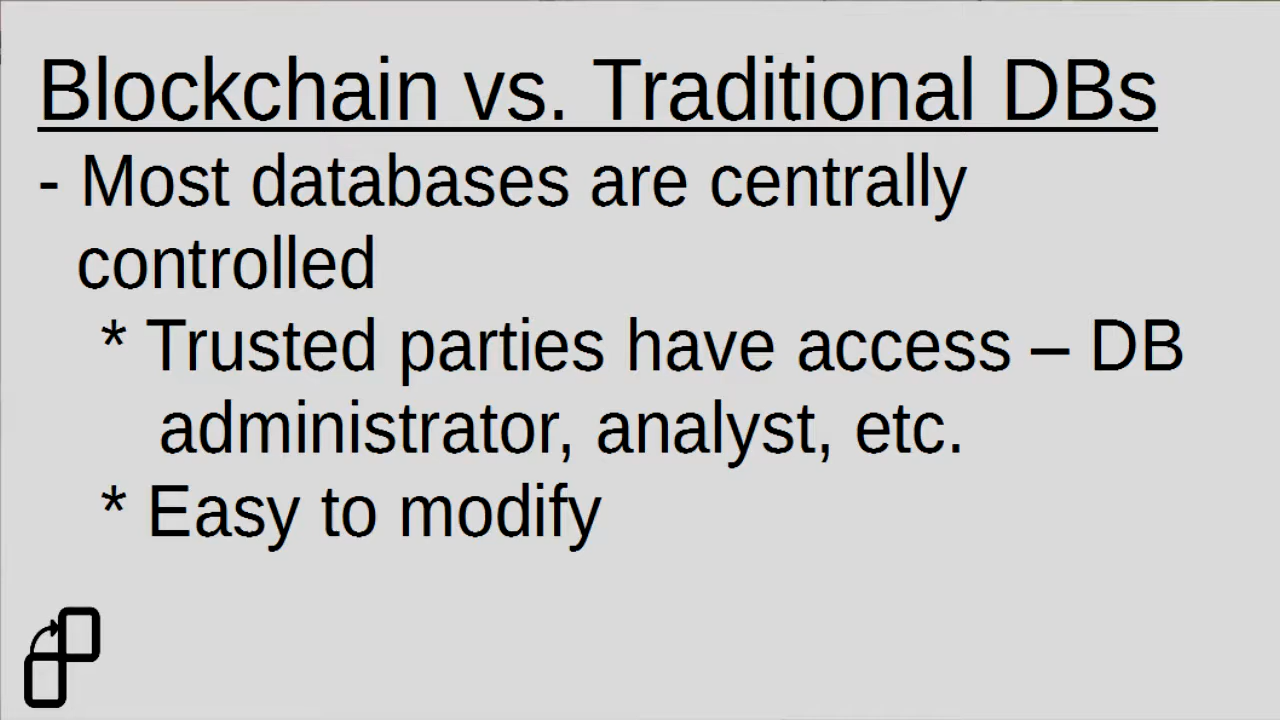 Blockchain vs. Traditional DBs
- Most databases are centrally
controlled
* Trusted parties have access – DB
administrator, analyst, etc.
* Easy to modify